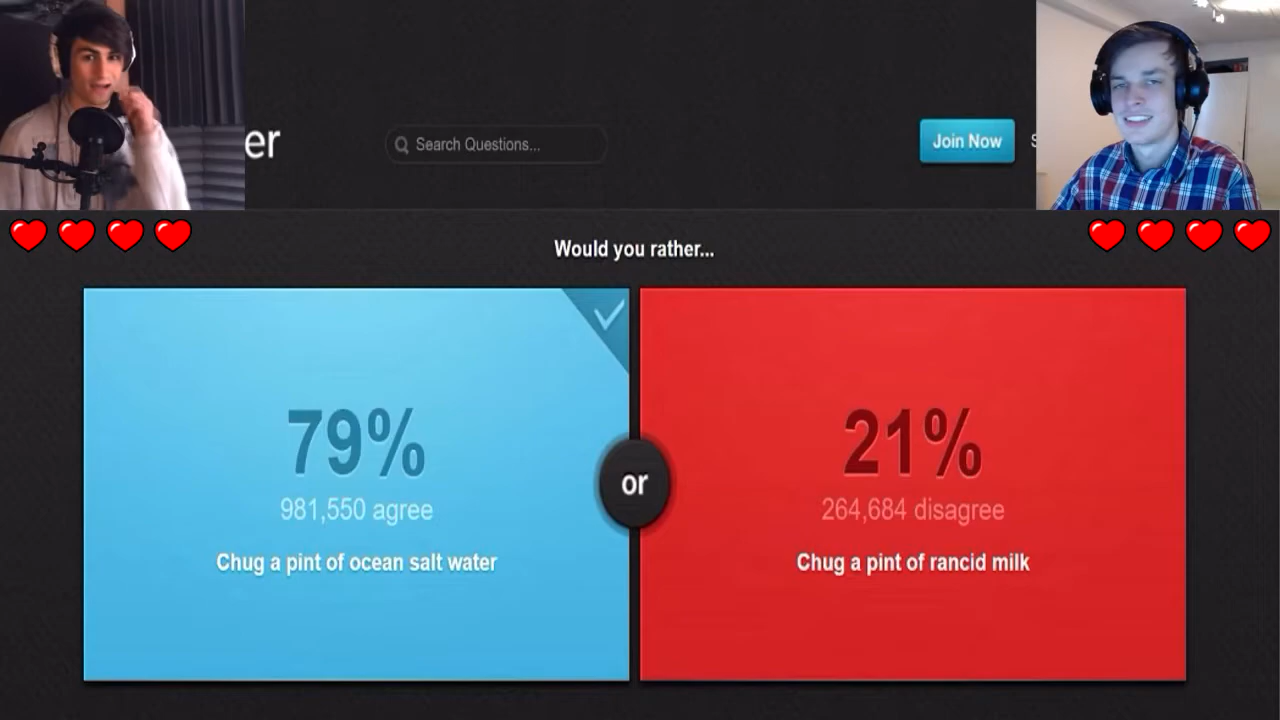 er
Search Questions...
Join Now
S
Would you rather...
79%
981,550 agree
Chug a pint of ocean salt water
or
21%
264,684 disagree
Chug a pint of rancid milk